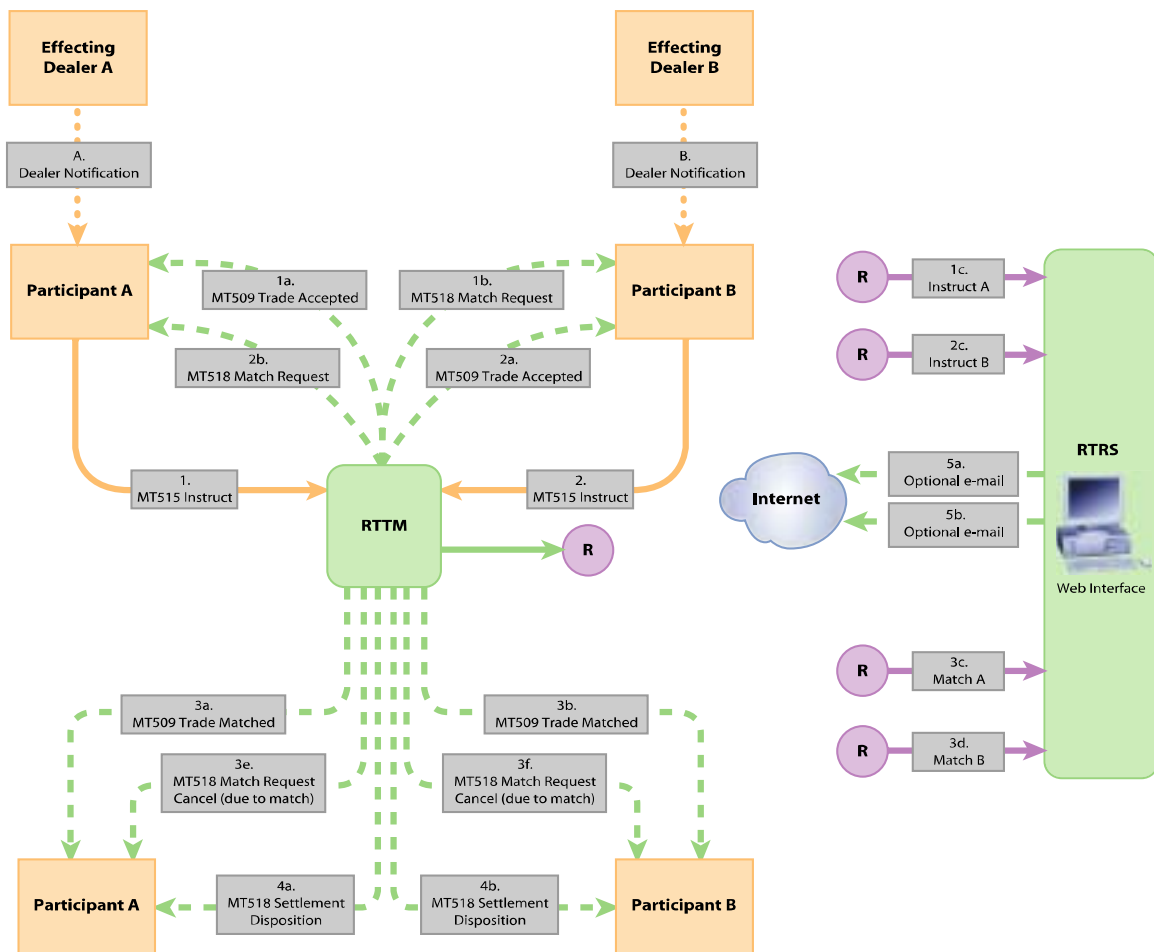 Effecting
Dealer A
Effecting
Dealer B
A.
Dealer Notification
B.
Dealer Notification
Participant A
1a.
MT509 Trade Accepted
1b.
MT518 Match Request
Participant B
2b.
MT518 Match Request
2a.
MT509 Trade Accepted
1.
MT515 Instruct
RTTM
2.
MT515 Instruct
R
R
1c.
Instruct A
R
2c.
Instruct B
Internet
5a.
Optional e-mail
5b.
Optional e-mail
RTRS
Web Interface
R
3c.
Match A
R
3d.
Match B
3a.
MT509 Trade Matched
3b.
MT509 Trade Matched
3e.
MT518 Match Request
Cancel (due to match)
3f.
MT518 Match Request
Cancel (due to match)
Participant A
4a.
MT518 Settlement
Disposition
4b.
MT518 Settlement
Disposition
Participant B